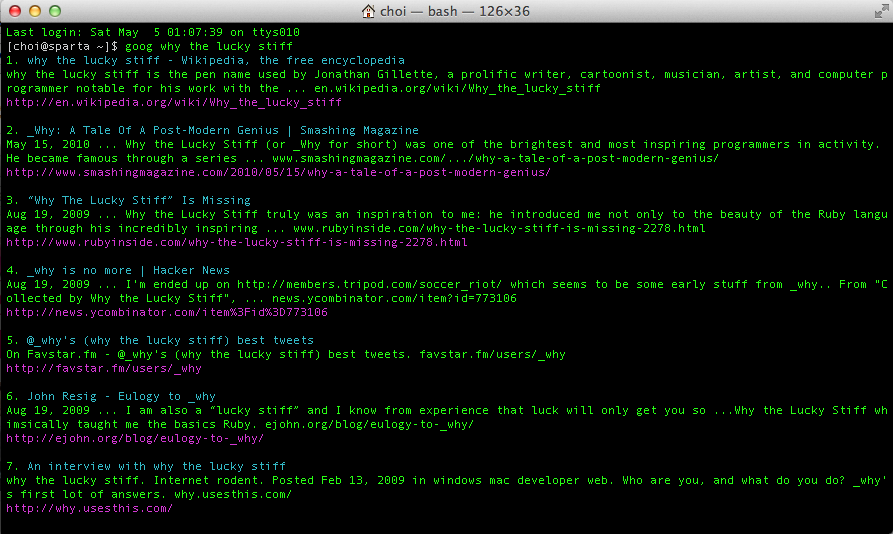 choi — bash — 126×36
Last login: Sat May  5 01:07:39 on ttys010
[choi@sparta ~]$ goog why the lucky stiff
1. why the lucky stiff - Wikipedia, the free encyclopedia
why the lucky stiff is the pen name used by Jonathan Gillette, a prolific writer, cartoonist, musician, artist, and computer p
rogrammer notable for his work with the ... en.wikipedia.org/wiki/Why_the_lucky_stiff
http://en.wikipedia.org/wiki/Why_the_lucky_stiff
2. _Why: A Tale Of A Post-Modern Genius | Smashing Magazine
May 15, 2010 ... Why the Lucky Stiff (or _Why for short) was one of the brightest and most inspiring programmers in activity.
He became famous through a series ... www.smashingmagazine.com/.../why-a-tale-of-a-post-modern-genius/
http://www.smashingmagazine.com/2010/05/15/why-a-tale-of-a-post-modern-genius/
3. “Why The Lucky Stiff” Is Missing
Aug 19, 2009 ... Why the Lucky Stiff truly was an inspiration to me: he introduced me not only to the beauty of the Ruby langu
age through his incredibly inspiring ... www.rubyinside.com/why-the-lucky-stiff-is-missing-2278.html
http://www.rubyinside.com/why-the-lucky-stiff-is-missing-2278.html
4. _why is no more | Hacker News
Aug 19, 2009 ... I'm ended up on http://members.tripod.com/soccer_riot/ which seems to be some early stuff from _why.. From "C
ollected by Why the Lucky Stiff", ... news.ycombinator.com/item?id=773106
http://news.ycombinator.com/item%3Fid%3D773106
5. @_why's (why the lucky stiff) best tweets
On Favstar.fm - @_why's (why the lucky stiff) best tweets. favstar.fm/users/_why
http://favstar.fm/users/_why
6. John Resig - Eulogy to _why
Aug 19, 2009 ... I am also a “lucky stiff” and I know from experience that luck will only get you so ...Why the Lucky Stiff wh
imsically taught me the basics Ruby. ejohn.org/blog/eulogy-to-_why/
http://ejohn.org/blog/eulogy-to-_why/
7. An interview with why the lucky stiff
why the lucky stiff. Internet rodent. Posted Feb 13, 2009 in windows mac developer web. Who are you, and what do you do? _why'
s first lot of answers. why.usesthis.com/
http://why.usesthis.com/